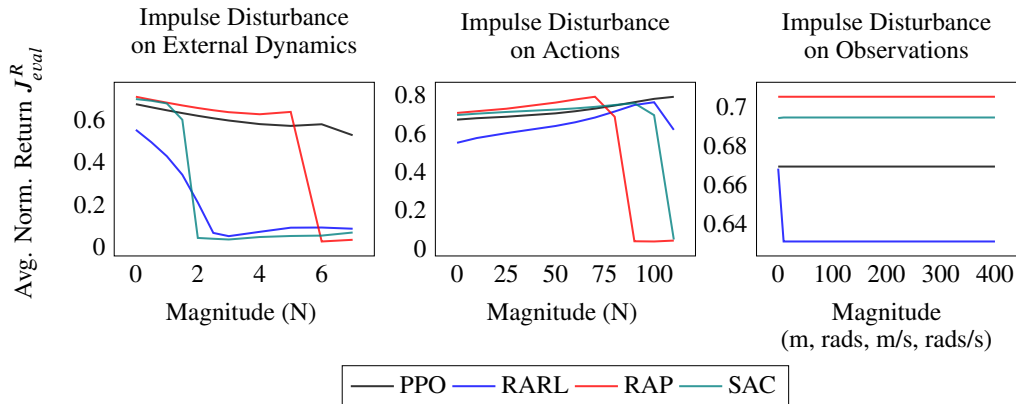 Impulse Disturbance
on External Dynamics
Impulse Disturbance
on Actions
Impulse Disturbance
on Observations
Avg. Norm. Return J^R_eval
0.6
0.4
0.2
0
0 2 4 6
Magnitude (N)
0.8
0.6
0.4
0.2
0
0 25 50 75 100
Magnitude (N)
0.7
0.68
0.66
0.64
0 100 200 300 400
Magnitude
(m, rads, m/s, rads/s)
PPO RARL RAP SAC